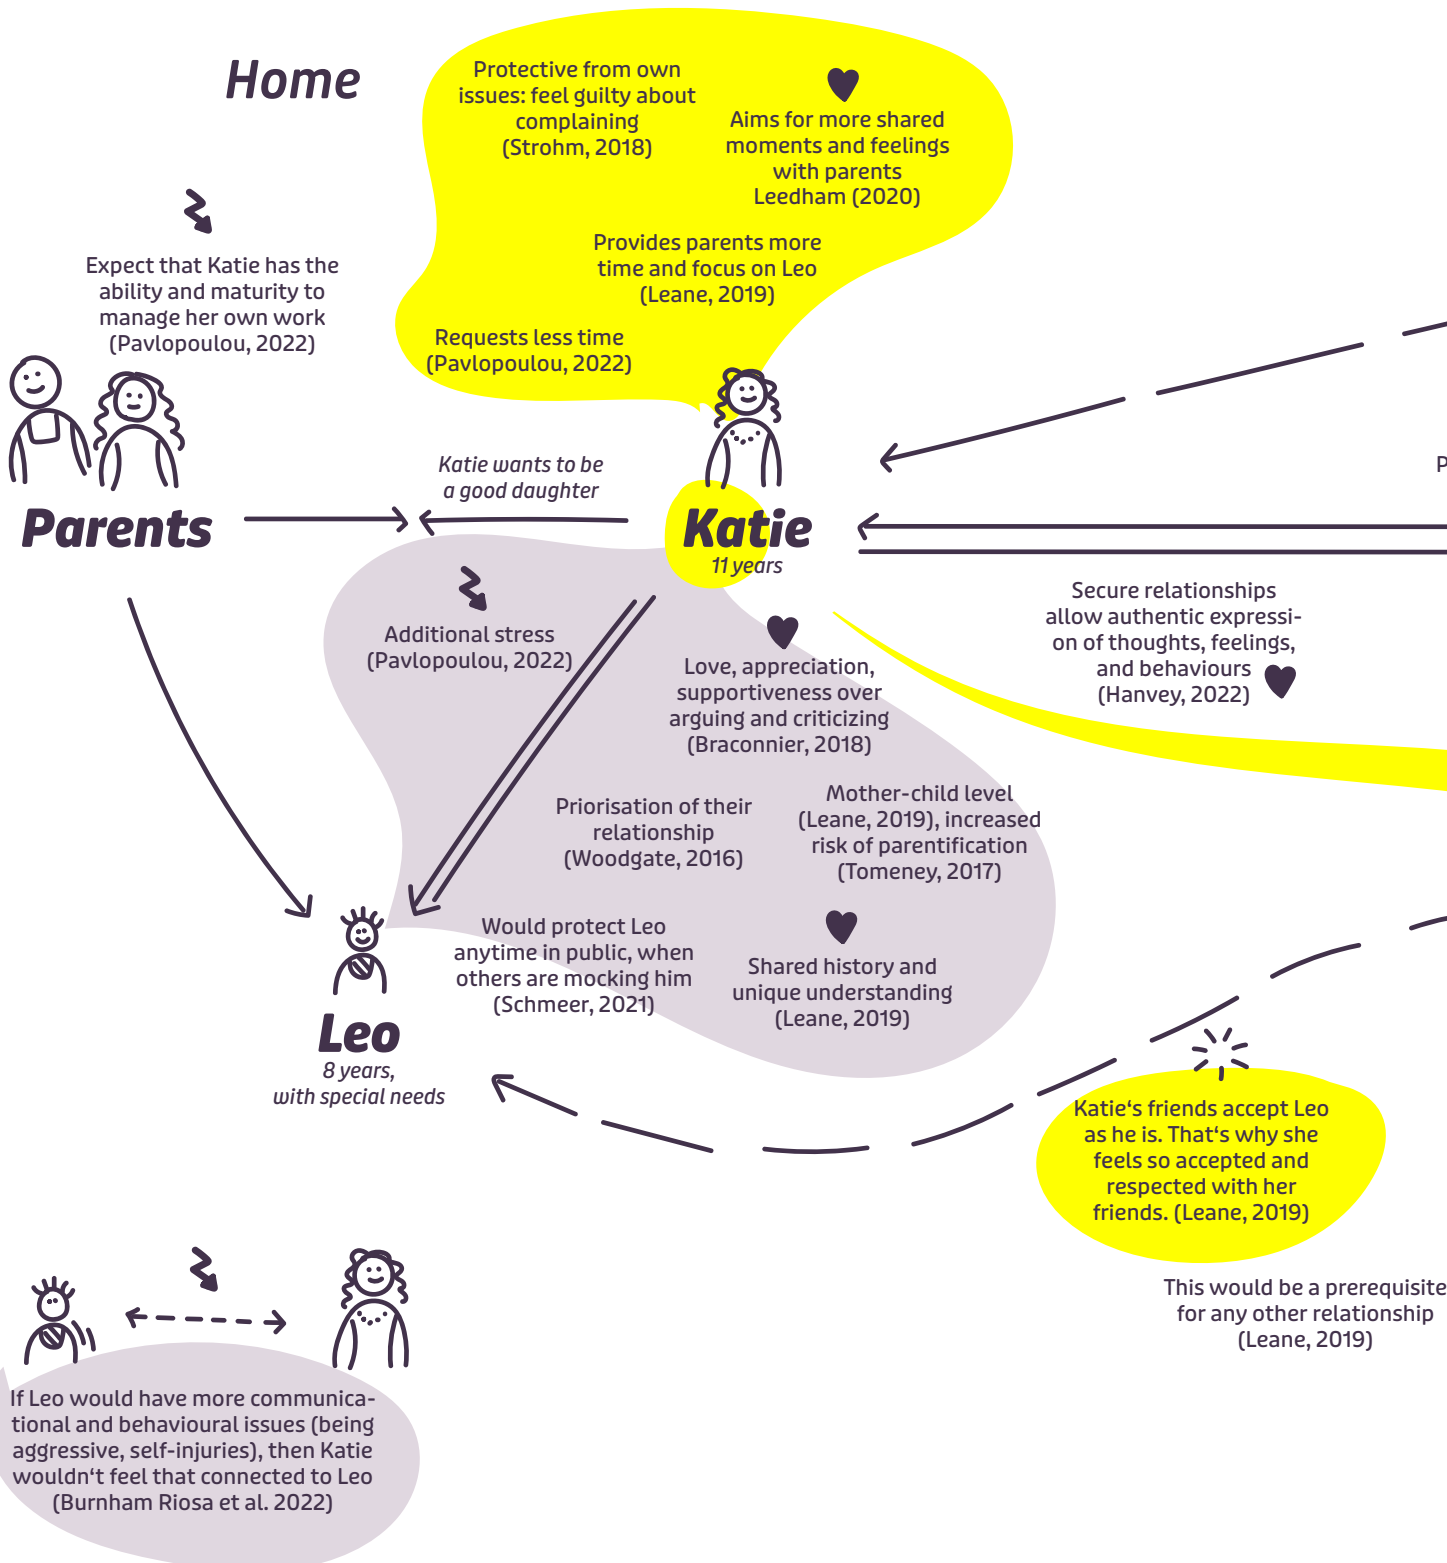 Home
Protective from own
issues: feel guilty about
complaining
(Strohm, 2018)
Aims for more shared
moments and feelings
with parents
Leedham (2020)
Provides parents more
time and focus on Leo
(Leane, 2019)
Requests less time
(Pavlopoulou, 2022)
Expect that Katie has the
ability and maturity to
manage her own work
(Pavlopoulou, 2022)
Katie wants to be
a good daughter
Parents
Katie
11 years
P
Additional stress
(Pavlopoulou, 2022)
Love, appreciation,
supportiveness over
arguing and criticizing
(Braconnier, 2018)
Secure relationships
allow authentic expressi-
on of thoughts, feelings,
and behaviours
(Hanvey, 2022)
Priorisation of their
relationship
(Woodgate, 2016)
Mother-child level
(Leane, 2019), increased
risk of parentification
(Tomeney, 2017)
Would protect Leo
anytime in public, when
others are mocking him
(Schmeer, 2021)
Shared history and
unique understanding
(Leane, 2019)
Leo
8 years,
with special needs
Katie‘s friends accept Leo
as he is. That‘s why she
feels so accepted and
respected with her
friends. (Leane, 2019)
This would be a prerequisite
for any other relationship
(Leane, 2019)
If Leo would have more communica-
tional and behavioural issues (being
aggressive, self-injuries), then Katie
wouldn‘t feel that connected to Leo
(Burnham Riosa et al. 2022)